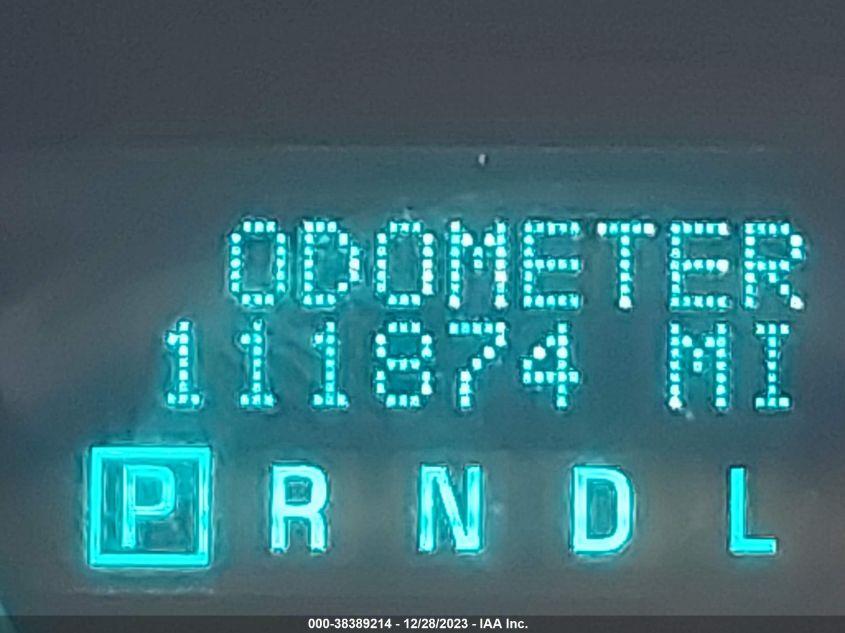 ODOMETER
111874 MI
P R N D L
000-38389214 - 12/28/2023 - IAA Inc.